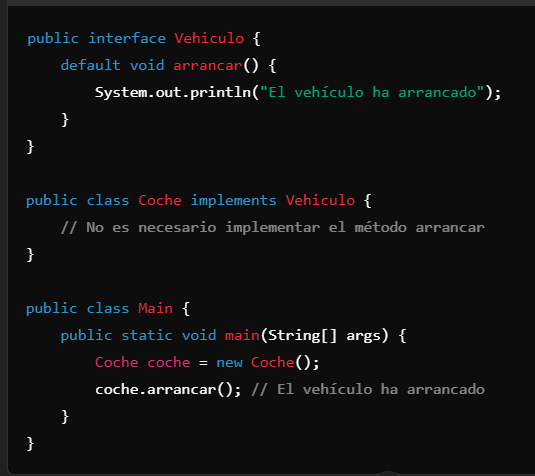 public interface Vehiculo {
    default void arrancar() {
        System.out.println("El vehículo ha arrancado");
    }
}

public class Coche implements Vehiculo {
    // No es necesario implementar el método arrancar
}

public class Main {
    public static void main(String[] args) {
        Coche coche = new Coche();
        coche.arrancar(); // El vehículo ha arrancado
    }
}